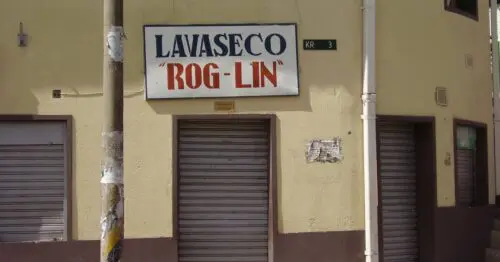 LAVASECO
"ROG-LIN"
KR 3